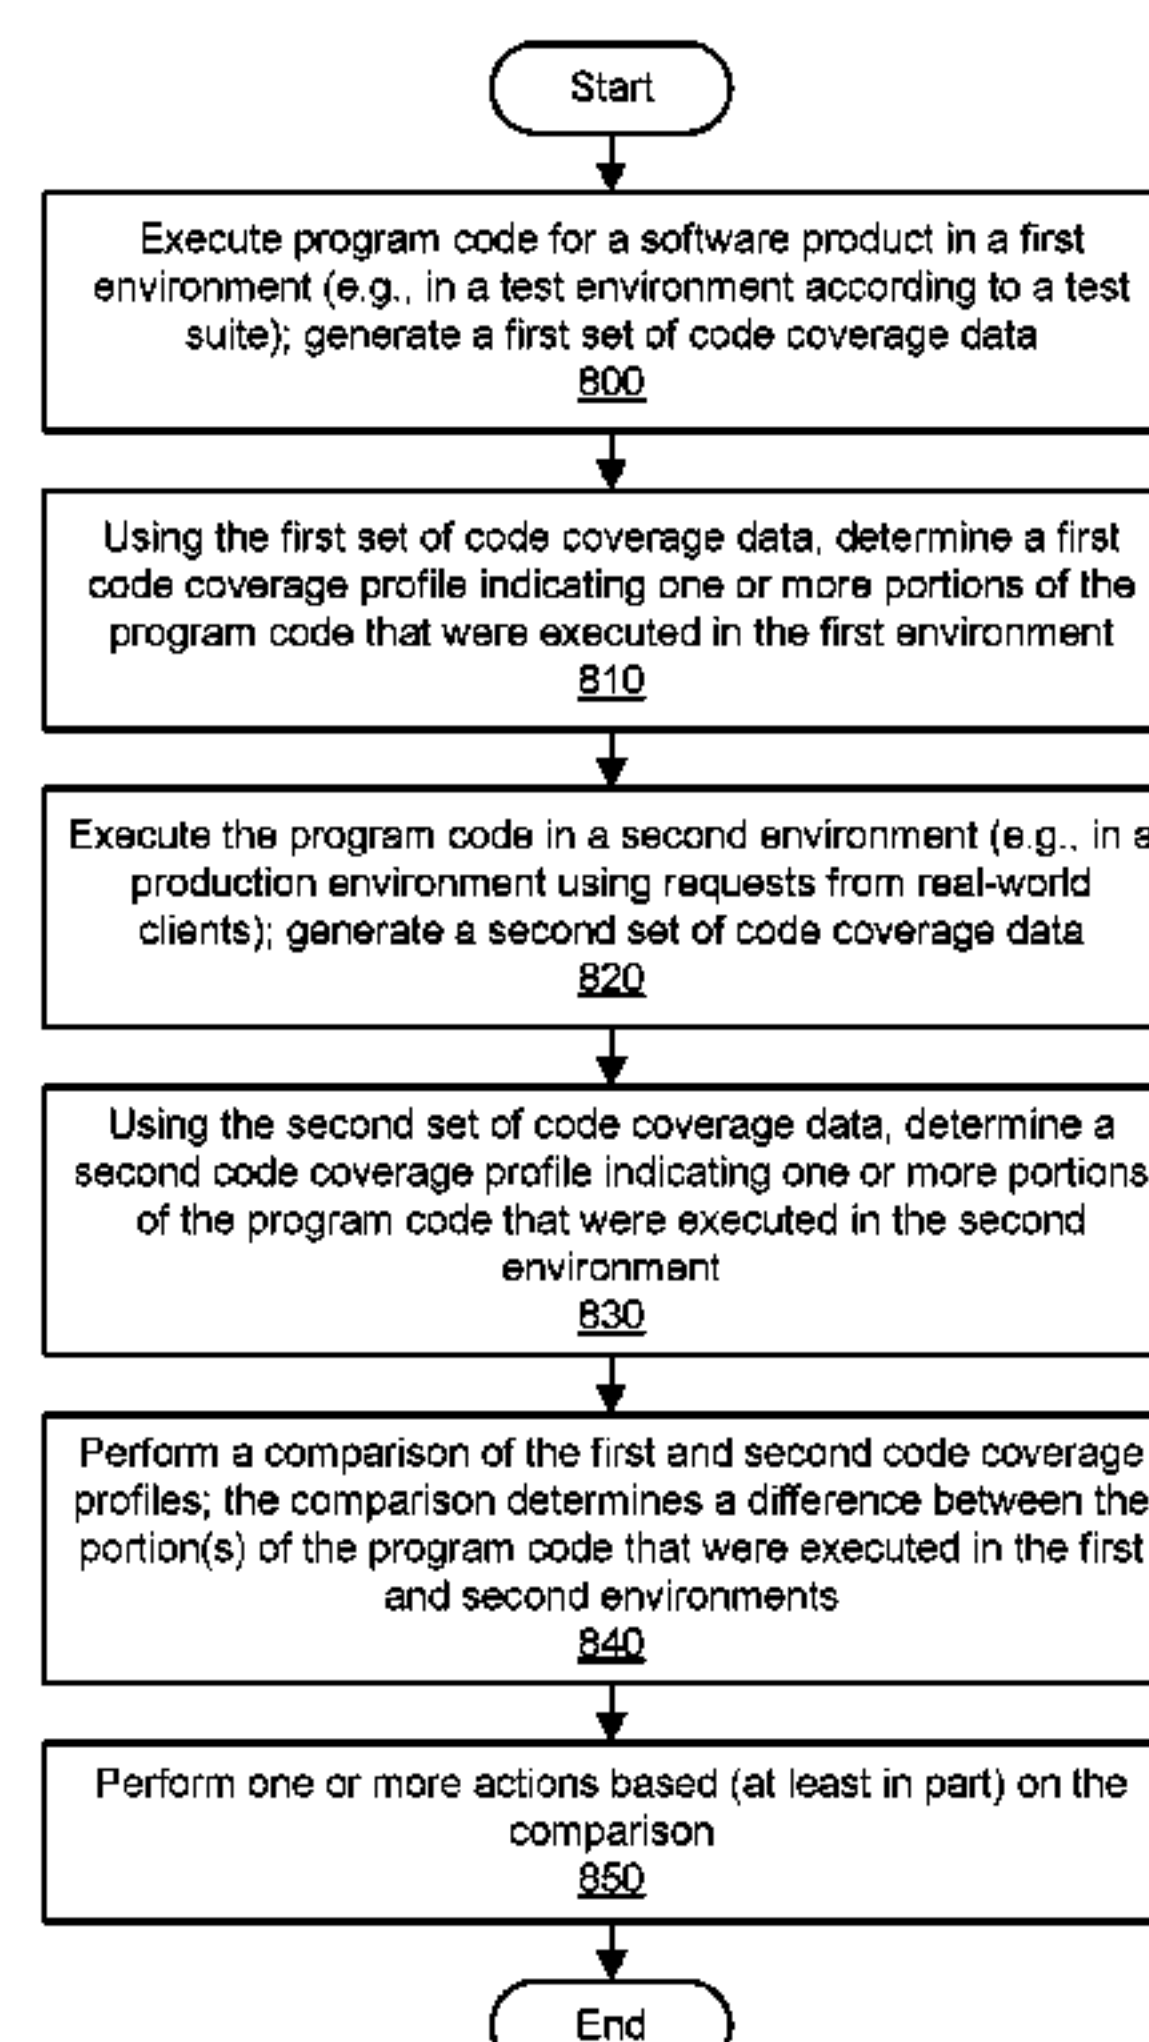 Start
Execute program code for a software product in a first
environment (e.g., in a test environment according to a test
suite); generate a first set of code coverage data
800
Using the first set of code coverage data, determine a first
code coverage profile indicating one or more portions of the
program code that were executed in the first environment
810
Execute the program code in a second environment (e.g., in a
production environment using requests from real-world
clients); generate a second set of code coverage data
820
Using the second set of code coverage data, determine a
second code coverage profile indicating one or more portions
of the program code that were executed in the second
environment
830
Perform a comparison of the first and second code coverage
profiles; the comparison determines a difference between the
portion(s) of the program code that were executed in the first
and second environments
840
Perform one or more actions based (at least in part) on the
comparison
850
End